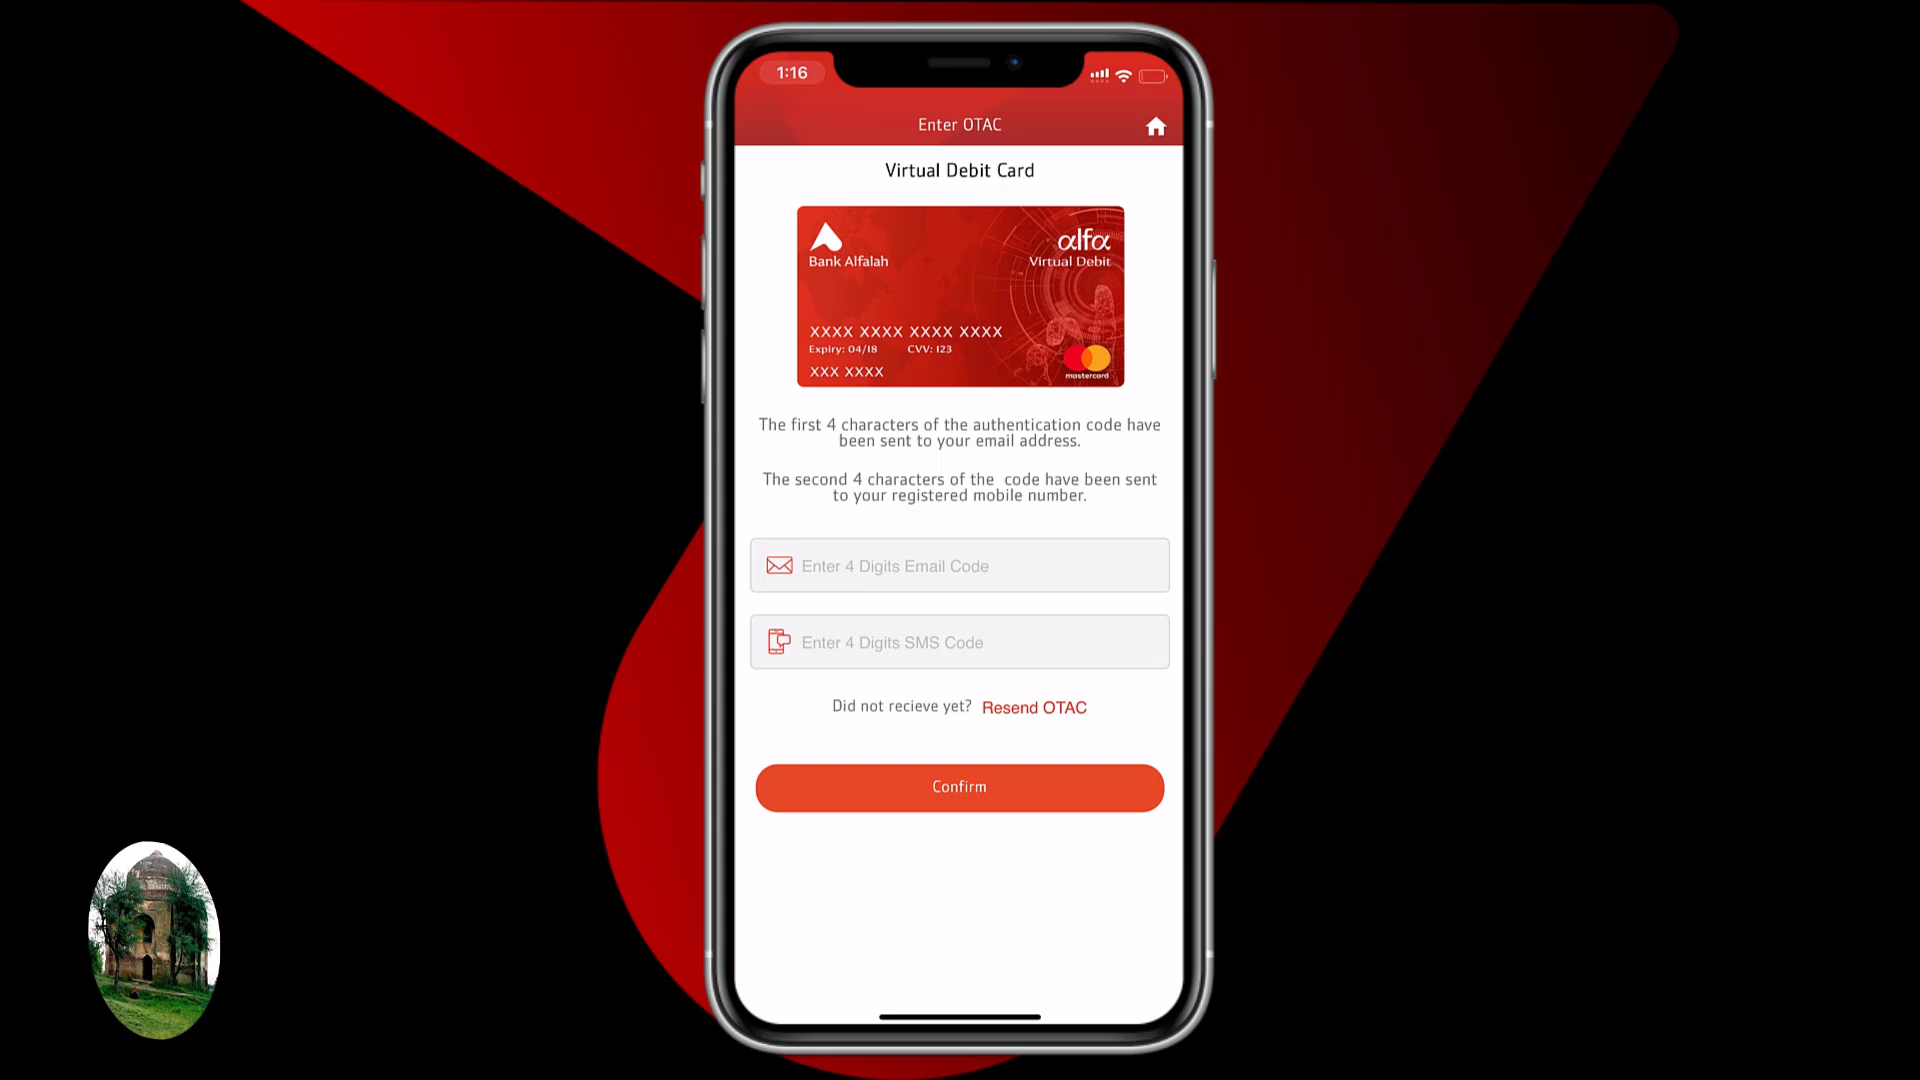 1:16
Enter OTAC
Virtual Debit Card
Bank Alfalah
alfa
Virtual Debit
XXXX XXXX XXXX XXXX
Expiry: 04/18 CVV: 123
XXX XXXX
mastercard
The first 4 characters of the authentication code have
been sent to your email address.
The second 4 characters of the code have been sent
to your registered mobile number.
Enter 4 Digits Email Code
Enter 4 Digits SMS Code
Did not recieve yet? Resend OTAC
Confirm